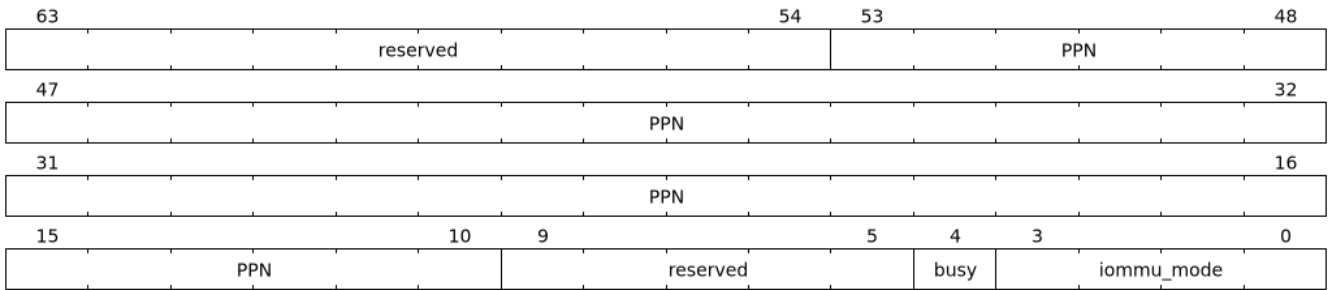 63 54 53 48
reserved PPN
47 32
PPN
31 16
PPN
15 10 9 5 4 3 0
PPN reserved busy iommu_mode